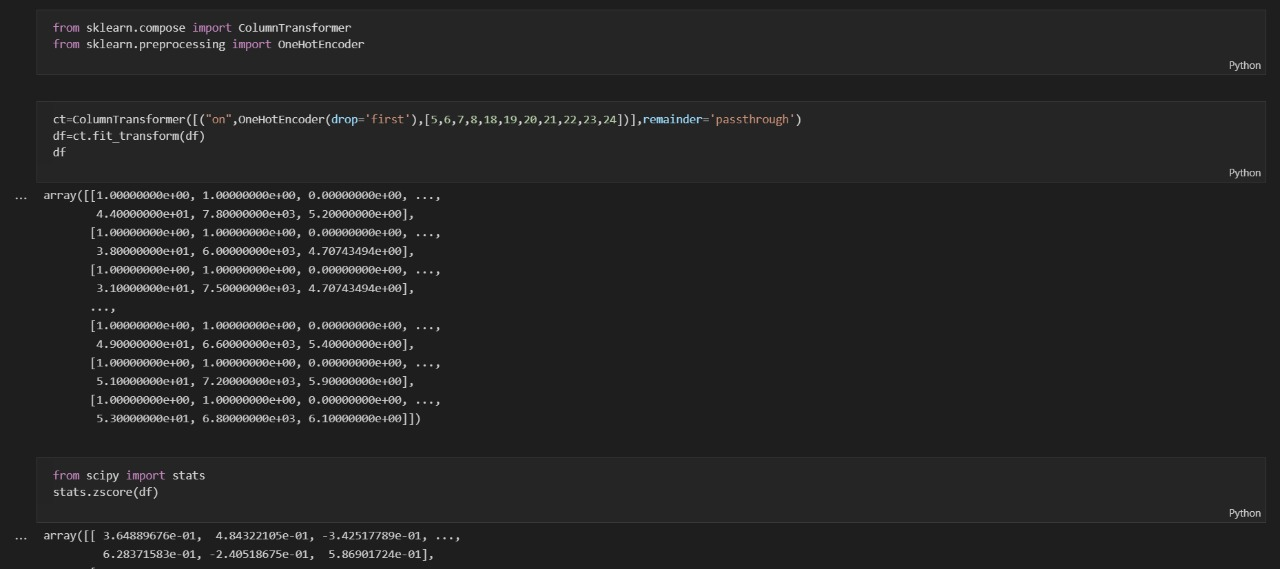 from sklearn.compose import ColumnTransformer
from sklearn.preprocessing import OneHotEncoder
Python
ct=ColumnTransformer([("on",OneHotEncoder(drop='first'),[5,6,7,8,18,19,20,21,22,23,24])],remainder='passthrough')
df=ct.fit_transform(df)
df
Python
... array([[1.00000000e+00, 1.00000000e+00, 0.00000000e+00, ...,
4.40000000e+01, 7.80000000e+03, 5.20000000e+00],
[1.00000000e+00, 1.00000000e+00, 0.00000000e+00, ...,
3.80000000e+01, 6.00000000e+03, 4.70743494e+00],
[1.00000000e+00, 1.00000000e+00, 0.00000000e+00, ...,
3.10000000e+01, 7.50000000e+03, 4.70743494e+00],
...,
[1.00000000e+00, 1.00000000e+00, 0.00000000e+00, ...,
4.90000000e+01, 6.60000000e+03, 5.40000000e+00],
[1.00000000e+00, 1.00000000e+00, 0.00000000e+00, ...,
5.10000000e+01, 7.20000000e+03, 5.90000000e+00],
[1.00000000e+00, 1.00000000e+00, 0.00000000e+00, ...,
5.30000000e+01, 6.80000000e+03, 6.10000000e+00]])
from scipy import stats
stats.zscore(df)
Python
... array([[ 3.64889676e-01, 4.84322105e-01, -3.42517789e-01, ...,
6.28371583e-01, -2.40518675e-01, 5.86901724e-01],